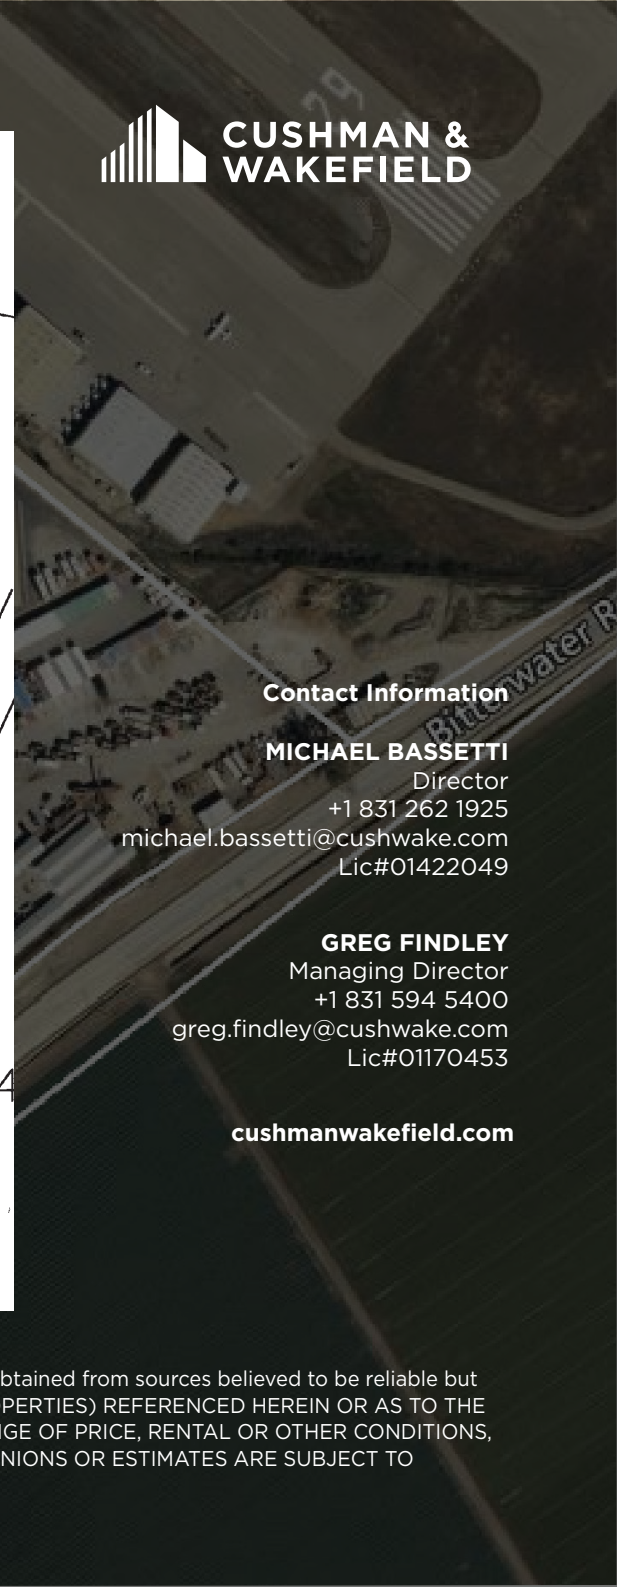 29
CUSHMAN &
WAKEFIELD
Contact Information
Bitterwater R
MICHAEL BASSETTI
Director
+1 831 262 1925
michael.bassetti@cushwake.com
Lic#01422049
GREG FINDLEY
Managing Director
+1 831 594 5400
greg.findley@cushwake.com
Lic#01170453
cushmanwakefield.com
btained from sources believed to be reliable but
PERTIES) REFERENCED HEREIN OR AS TO THE
GE OF PRICE, RENTAL OR OTHER CONDITIONS,
NIONS OR ESTIMATES ARE SUBJECT TO